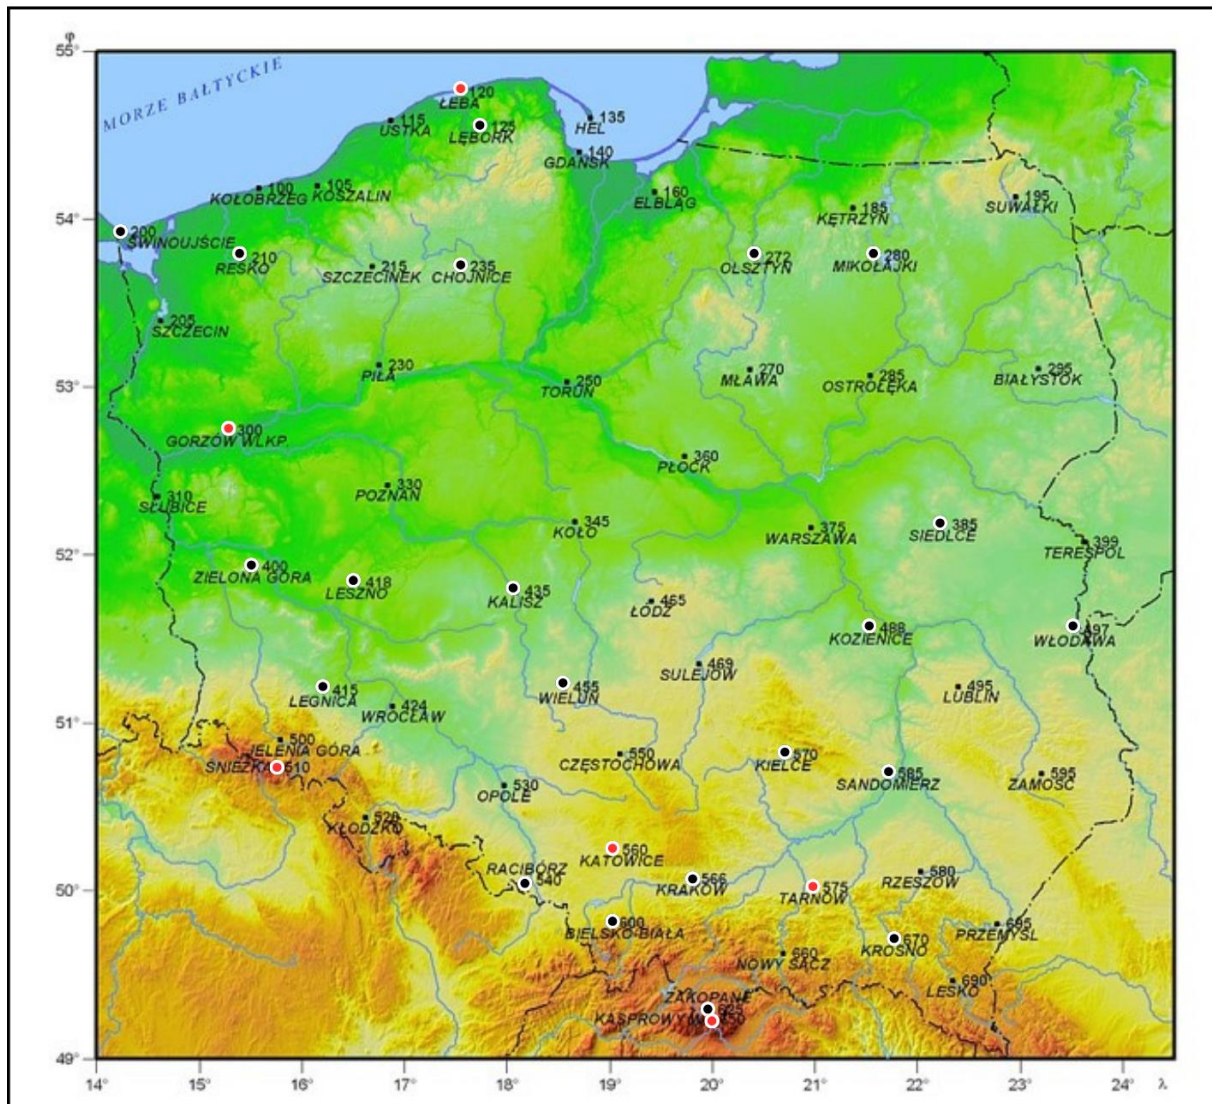 φ
55°
MORZE BAŁTYCKIE
120
ŁEBA
115
USTKA
125
LĘBORK
135
HEL
140
GDAŃSK
100
KOŁOBRZEG
105
KOSZALIN
160
ELBLĄG
185
KĘTRZYN
195
SUWAŁKI
54°
200
ŚWINOUJŚCIE
210
RESKO
215
SZCZECINEK
235
CHOJNICE
272
OLSZTYN
280
MIKOŁAJKI
205
SZCZECIN
230
PIŁA
250
TORUŃ
270
MŁAWA
285
OSTROŁĘKA
295
BIAŁYSTOK
53°
300
GORZÓW WLKP.
360
PŁOCK
310
SŁUBICE
330
POZNAŃ
345
KOŁO
375
WARSZAWA
385
SIEDLCE
399
TERESPOL
52°
400
ZIELONA GÓRA
418
LESZNO
435
KALISZ
465
ŁÓDŹ
488
KOZIENICE
497
WŁODAWA
415
LEGNICA
424
WROCŁAW
455
WIELUŃ
469
SULEJÓW
495
LUBLIN
51°
500
JELENIA GÓRA
510
ŚNIEŻKA
550
CZĘSTOCHOWA
570
KIELCE
585
SANDOMIERZ
595
ZAMOŚĆ
530
OPOLE
520
KŁODZKO
560
KATOWICE
RACIBÓRZ
540
566
KRAKÓW
575
TARNÓW
580
RZESZÓW
50°
600
BIELSKO-BIAŁA
670
KROSNO
695
PRZEMYŚL
660
NOWY SĄCZ
690
LESKO
ZAKOPANE
625
KASPROWY W.
650
49°
14° 15° 16° 17° 18° 19° 20° 21° 22° 23° 24° λ